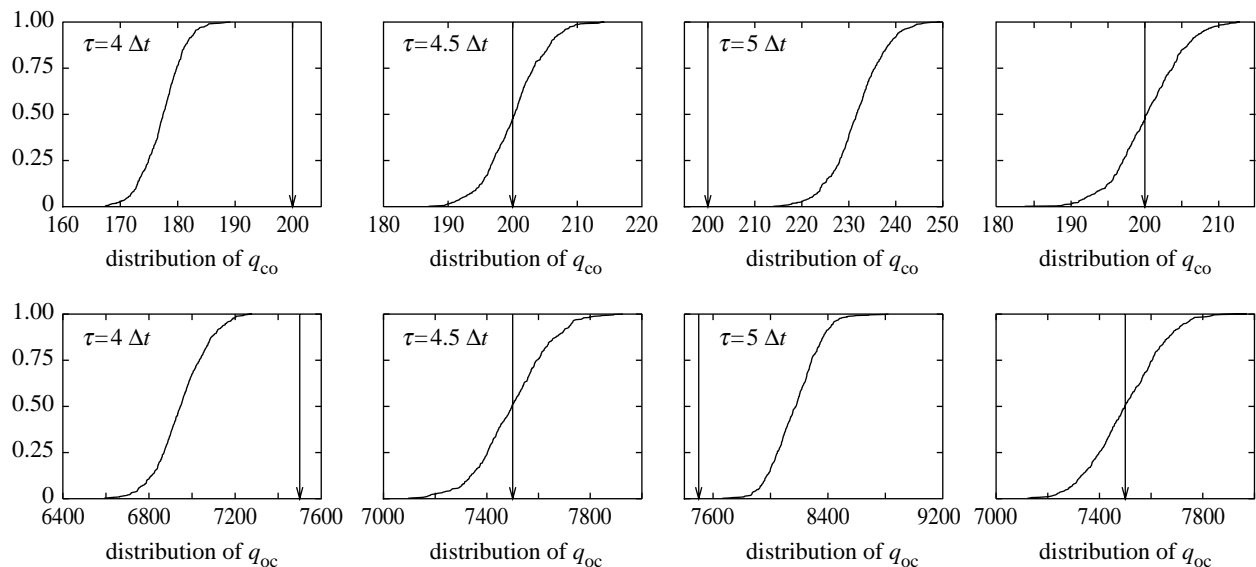 1.00
τ=4 Δt
τ=4.5 Δt
τ=5 Δt
0.75
0.50
0.25
0
160 170 180 190 200
180 190 200 210 220
200 210 220 230 240 250
180 190 200 210
distribution of q_co
distribution of q_co
distribution of q_co
distribution of q_co
1.00
τ=4 Δt
τ=4.5 Δt
τ=5 Δt
0.75
0.50
0.25
0
6400 6800 7200 7600
7000 7400 7800
7600 8400 9200
7000 7400 7800
distribution of q_oc
distribution of q_oc
distribution of q_oc
distribution of q_oc